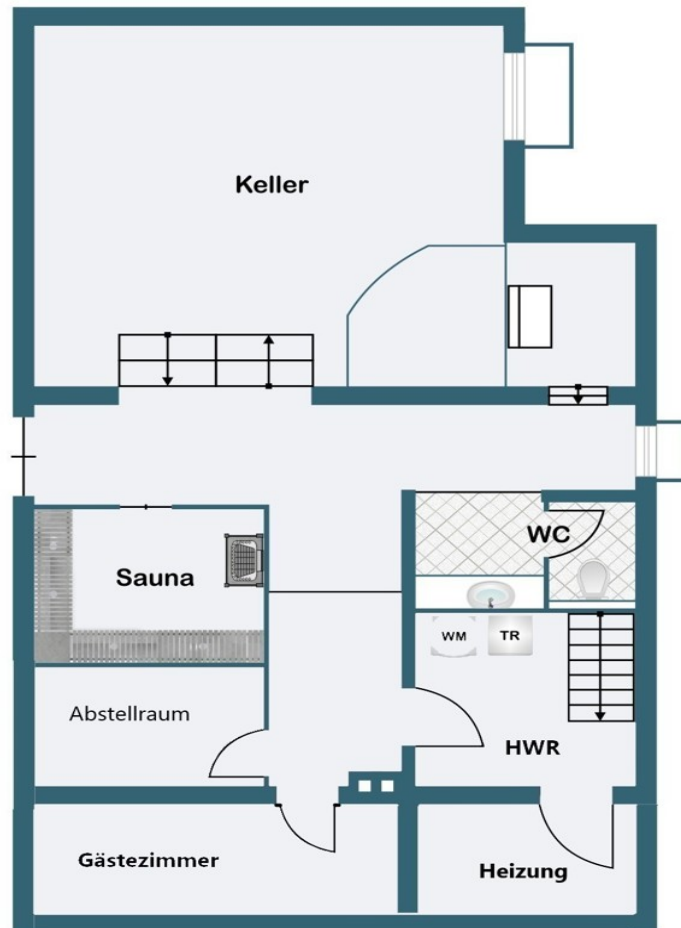 Keller
WC
Sauna
WM TR
Abstellraum
HWR
Gästezimmer
Heizung